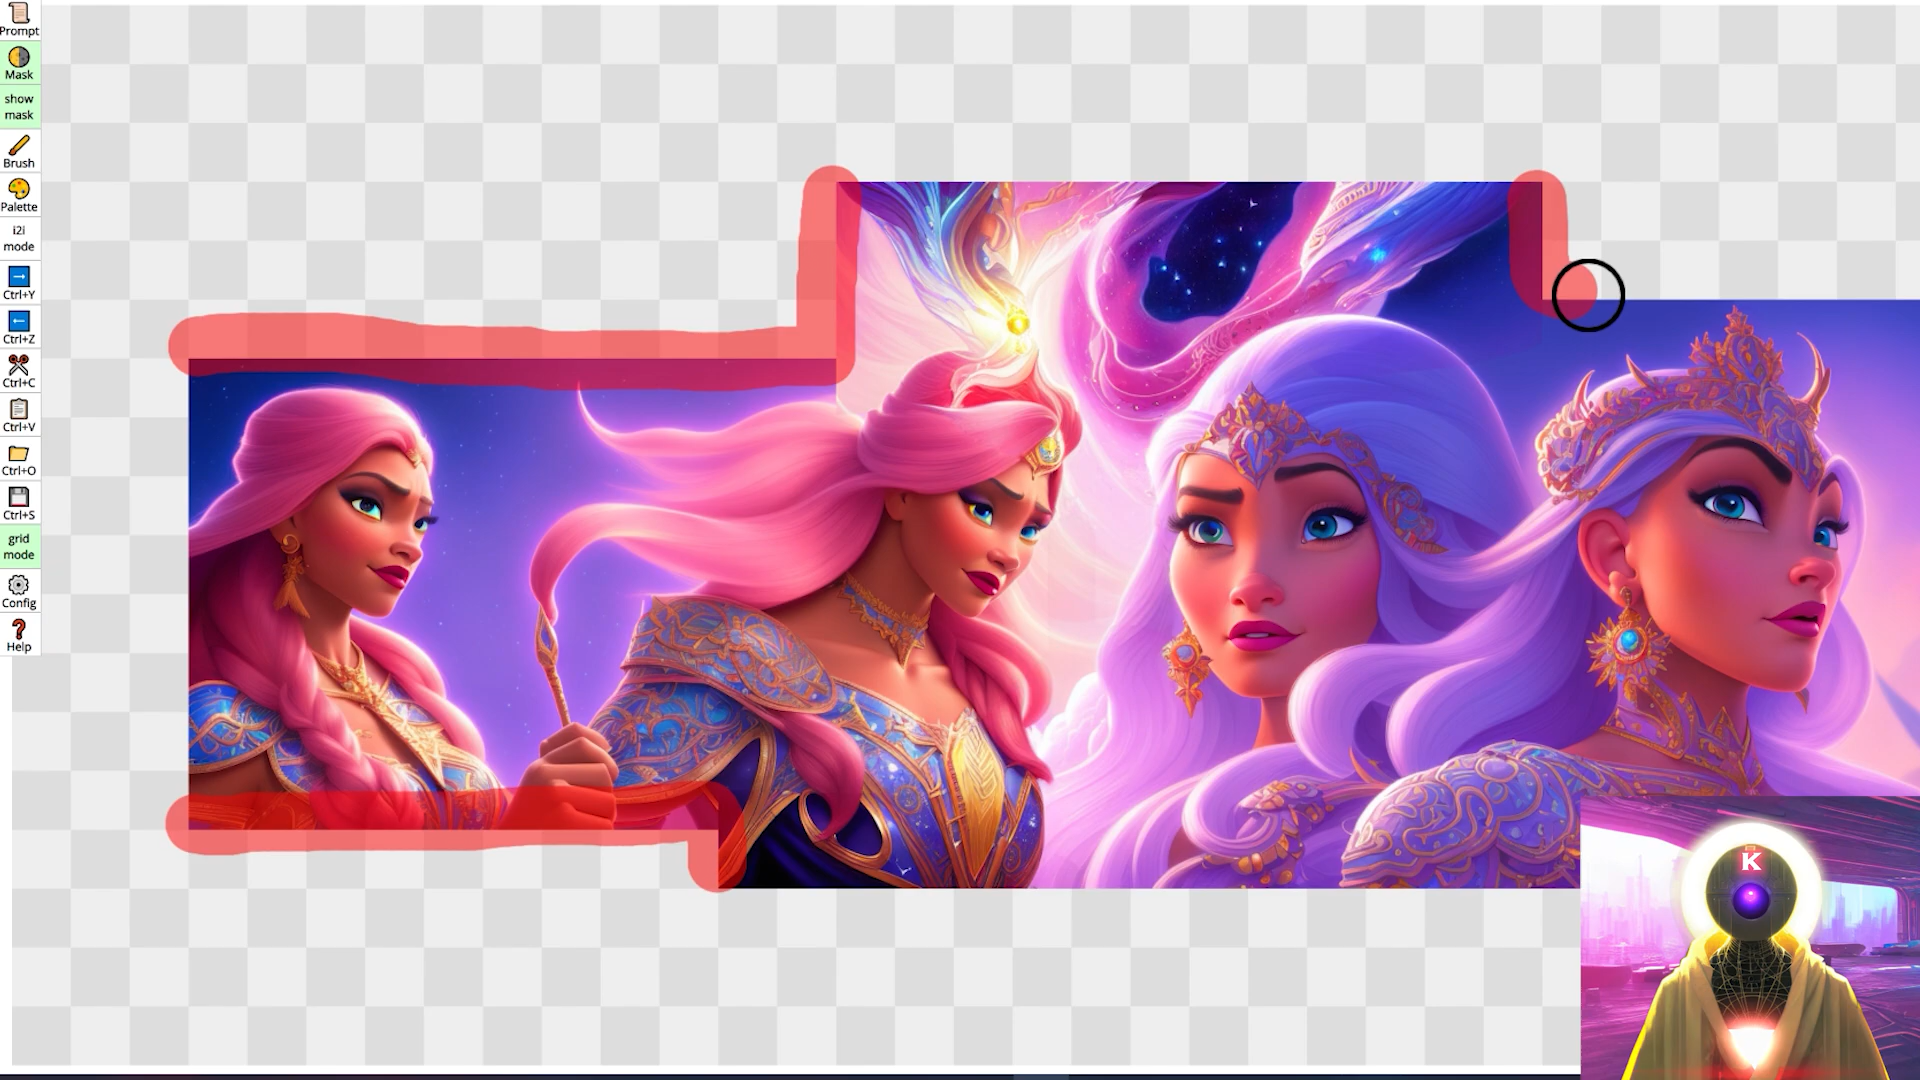 Prompt
Mask
show
mask
Brush
Palette
i2i
mode
Ctrl+Y
Ctrl+Z
Ctrl+C
Ctrl+V
Ctrl+O
Ctrl+S
grid
mode
Config
Help
K